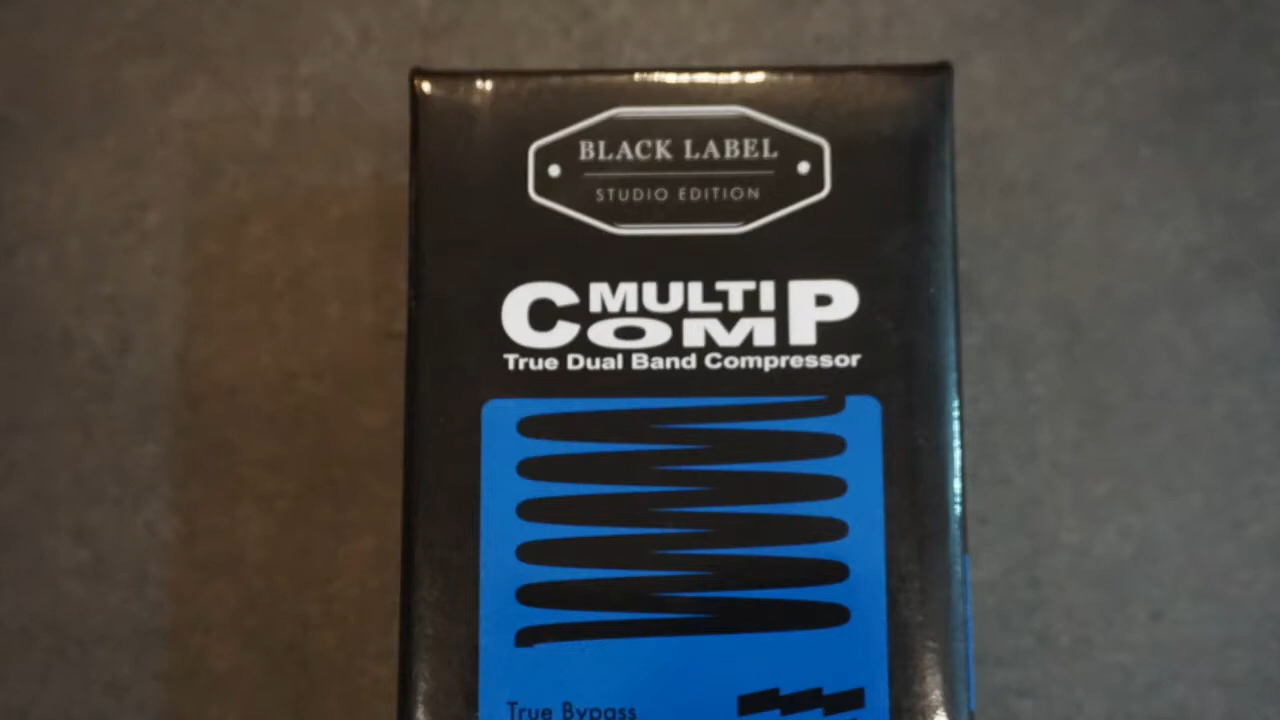 BLACK LABEL
STUDIO EDITION
MULTI COMP
True Dual Band Compressor
True Bypass